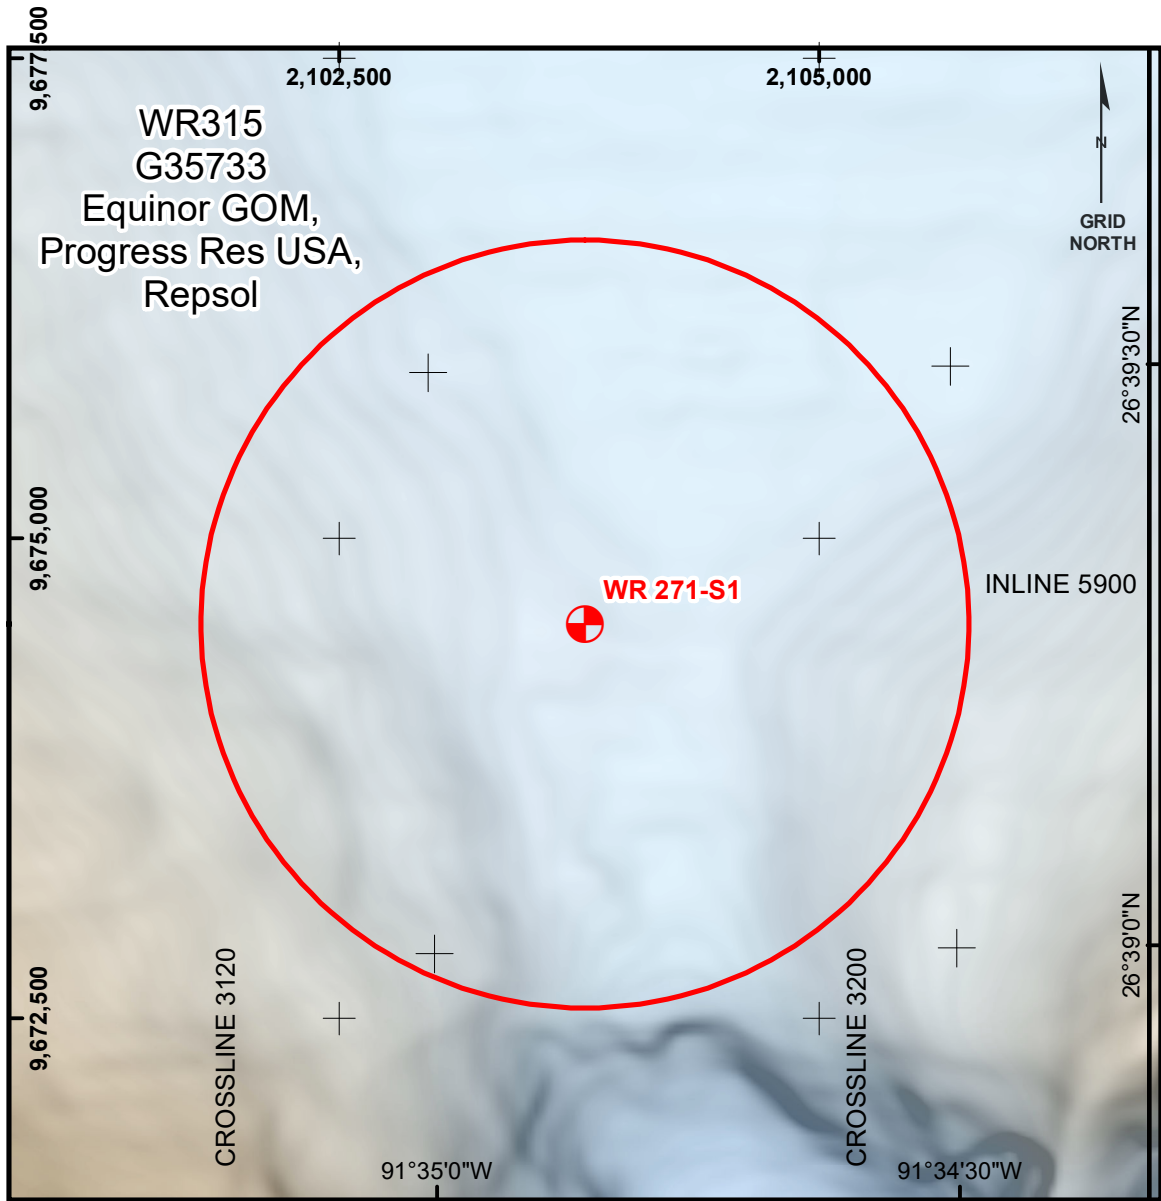 9,677,500
2,102,500
2,105,000
WR315
G35733
Equinor GOM,
Progress Res USA,
Repsol
N
GRID
NORTH
26°39'30"N
9,675,000
WR 271-S1
INLINE 5900
26°39'0"N
9,672,500
CROSSLINE 3120
CROSSLINE 3200
91°35'0"W
91°34'30"W